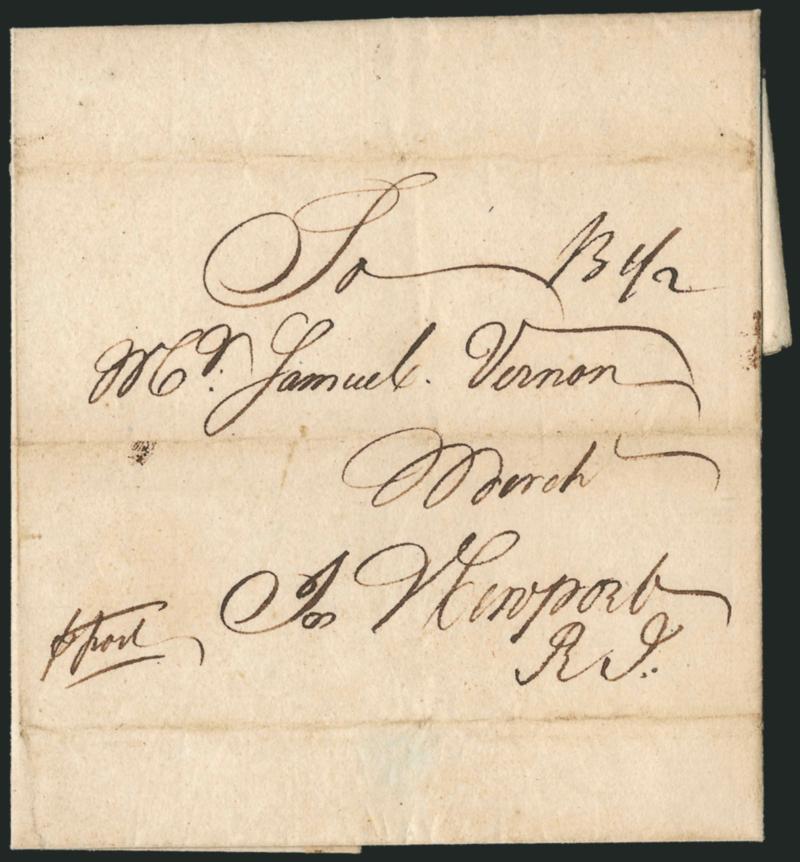 To B 1/2
Mr. Samuel. Vernon
Merch
In Newport
R I.
⅌ post